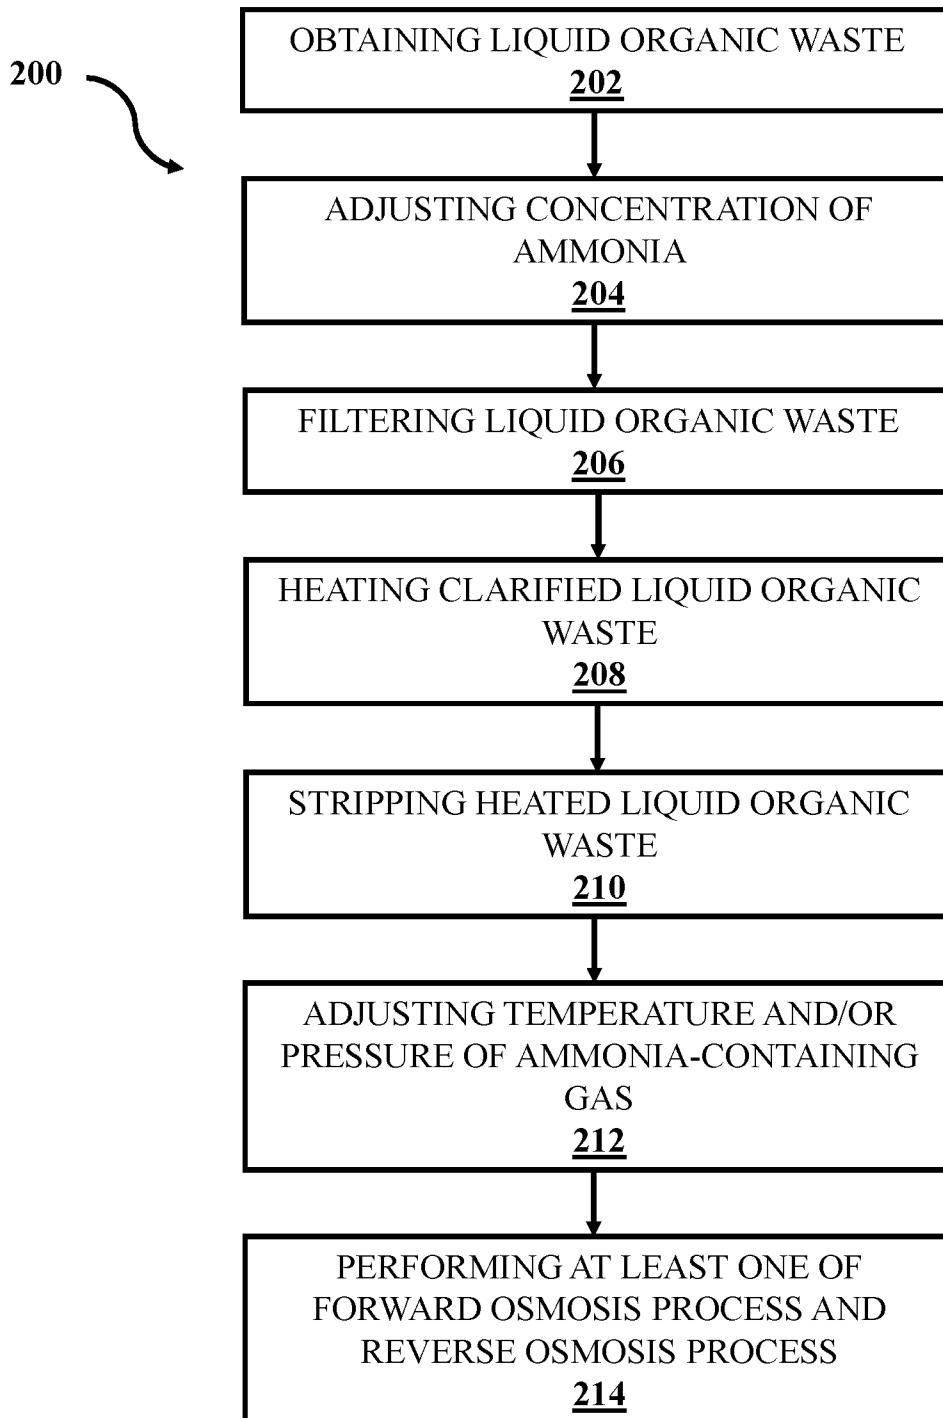 OBTAINING LIQUID ORGANIC WASTE
202
200
ADJUSTING CONCENTRATION OF
AMMONIA
204
FILTERING LIQUID ORGANIC WASTE
206
HEATING CLARIFIED LIQUID ORGANIC
WASTE
208
STRIPPING HEATED LIQUID ORGANIC
WASTE
210
ADJUSTING TEMPERATURE AND/OR
PRESSURE OF AMMONIA-CONTAINING
GAS
212
PERFORMING AT LEAST ONE OF
FORWARD OSMOSIS PROCESS AND
REVERSE OSMOSIS PROCESS
214